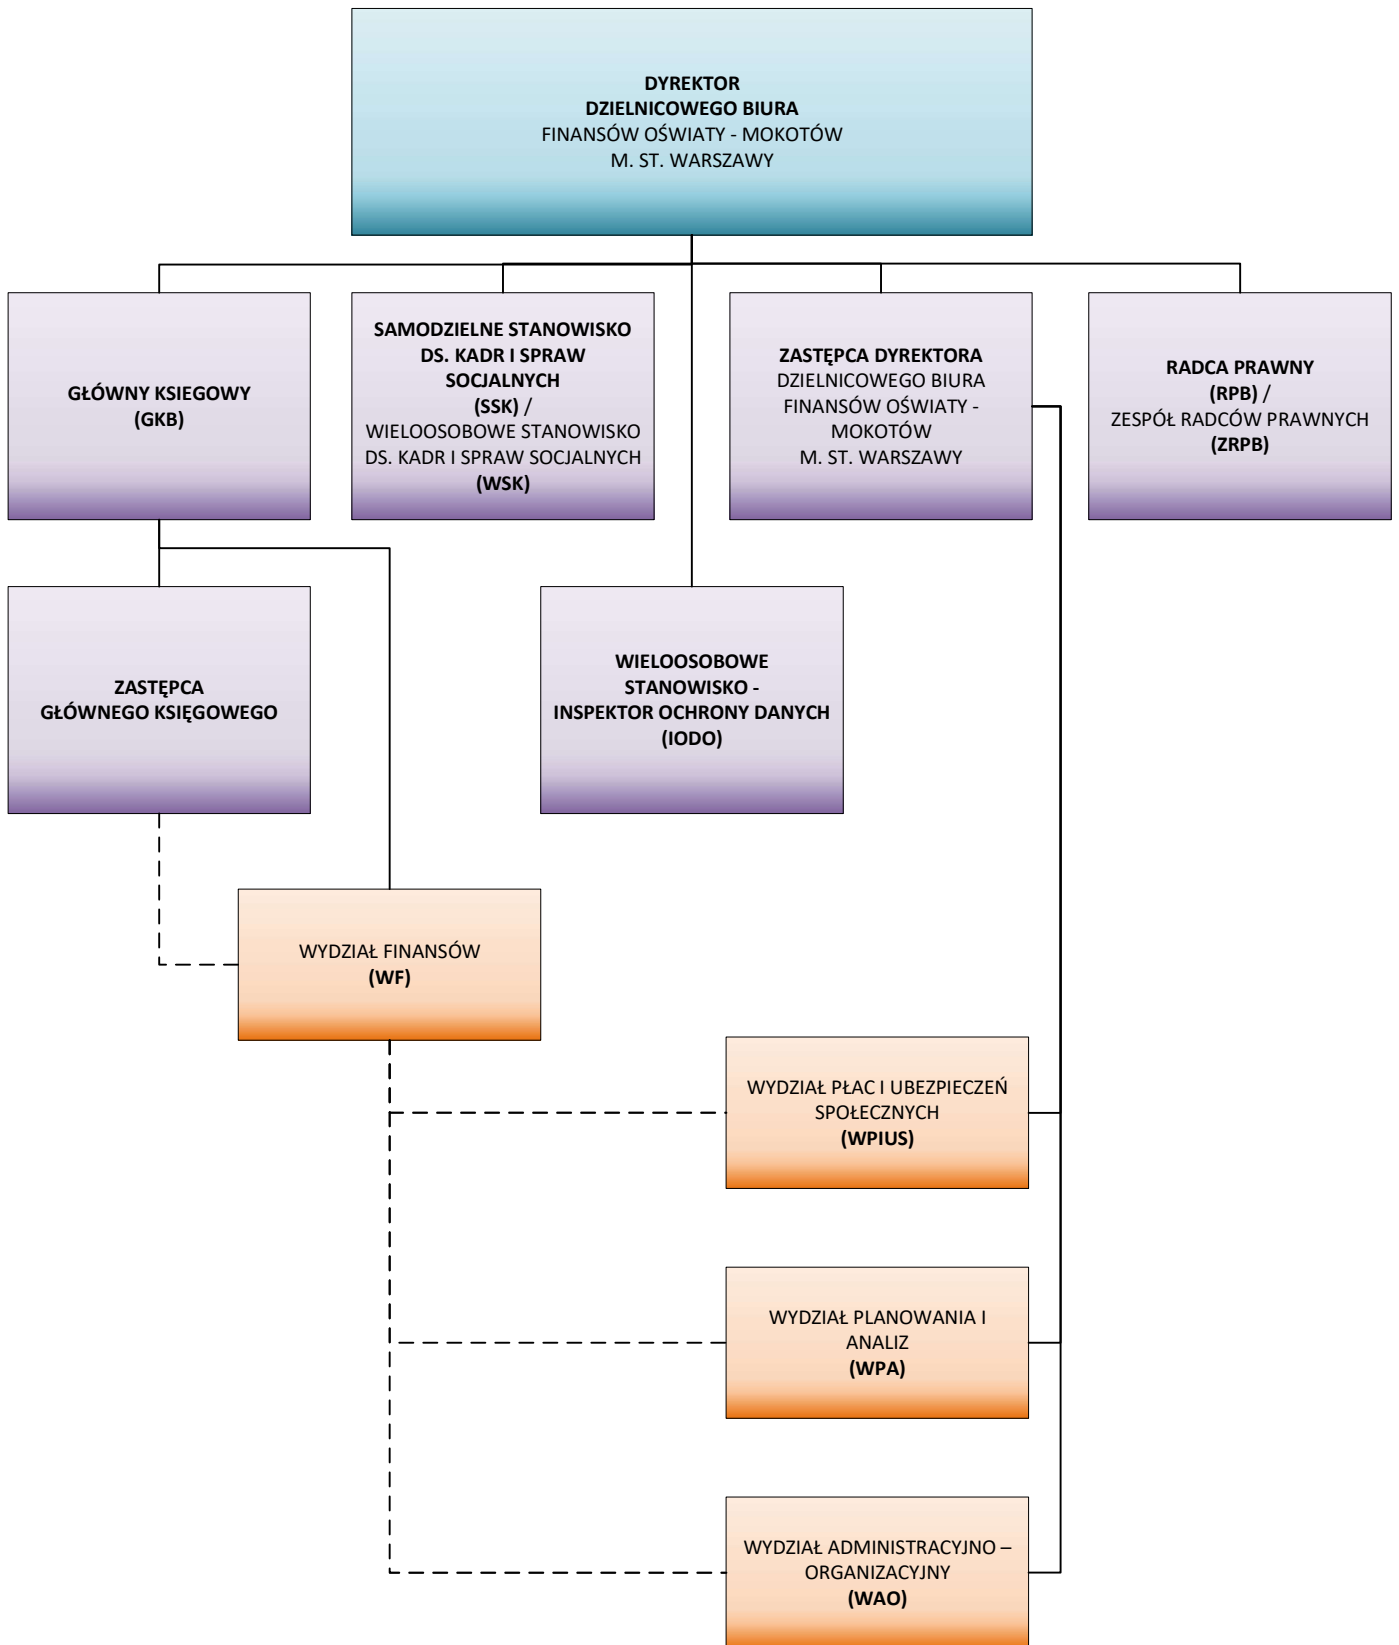 DYREKTOR
DZIELNICOWEGO BIURA
FINANSÓW OŚWIATY - MOKOTÓW
M. ST. WARSZAWY
GŁÓWNY KSIEGOWY
(GKB)
SAMODZIELNE STANOWISKO
DS. KADR I SPRAW
SOCJALNYCH
(SSK) /
WIELOOSOBOWE STANOWISKO
DS. KADR I SPRAW SOCJALNYCH
(WSK)
ZASTĘPCA DYREKTORA
DZIELNICOWEGO BIURA
FINANSÓW OŚWIATY -
MOKOTÓW
M. ST. WARSZAWY
RADCA PRAWNY
(RPB) /
ZESPÓŁ RADCÓW PRAWNYCH
(ZRPB)
ZASTĘPCA
GŁÓWNEGO KSIĘGOWEGO
WIELOOSOBOWE
STANOWISKO -
INSPEKTOR OCHRONY DANYCH
(IODO)
WYDZIAŁ FINANSÓW
(WF)
WYDZIAŁ PŁAC I UBEZPIECZEŃ
SPOŁECZNYCH
(WPIUS)
WYDZIAŁ PLANOWANIA I
ANALIZ
(WPA)
WYDZIAŁ ADMINISTRACYJNO –
ORGANIZACYJNY
(WAO)